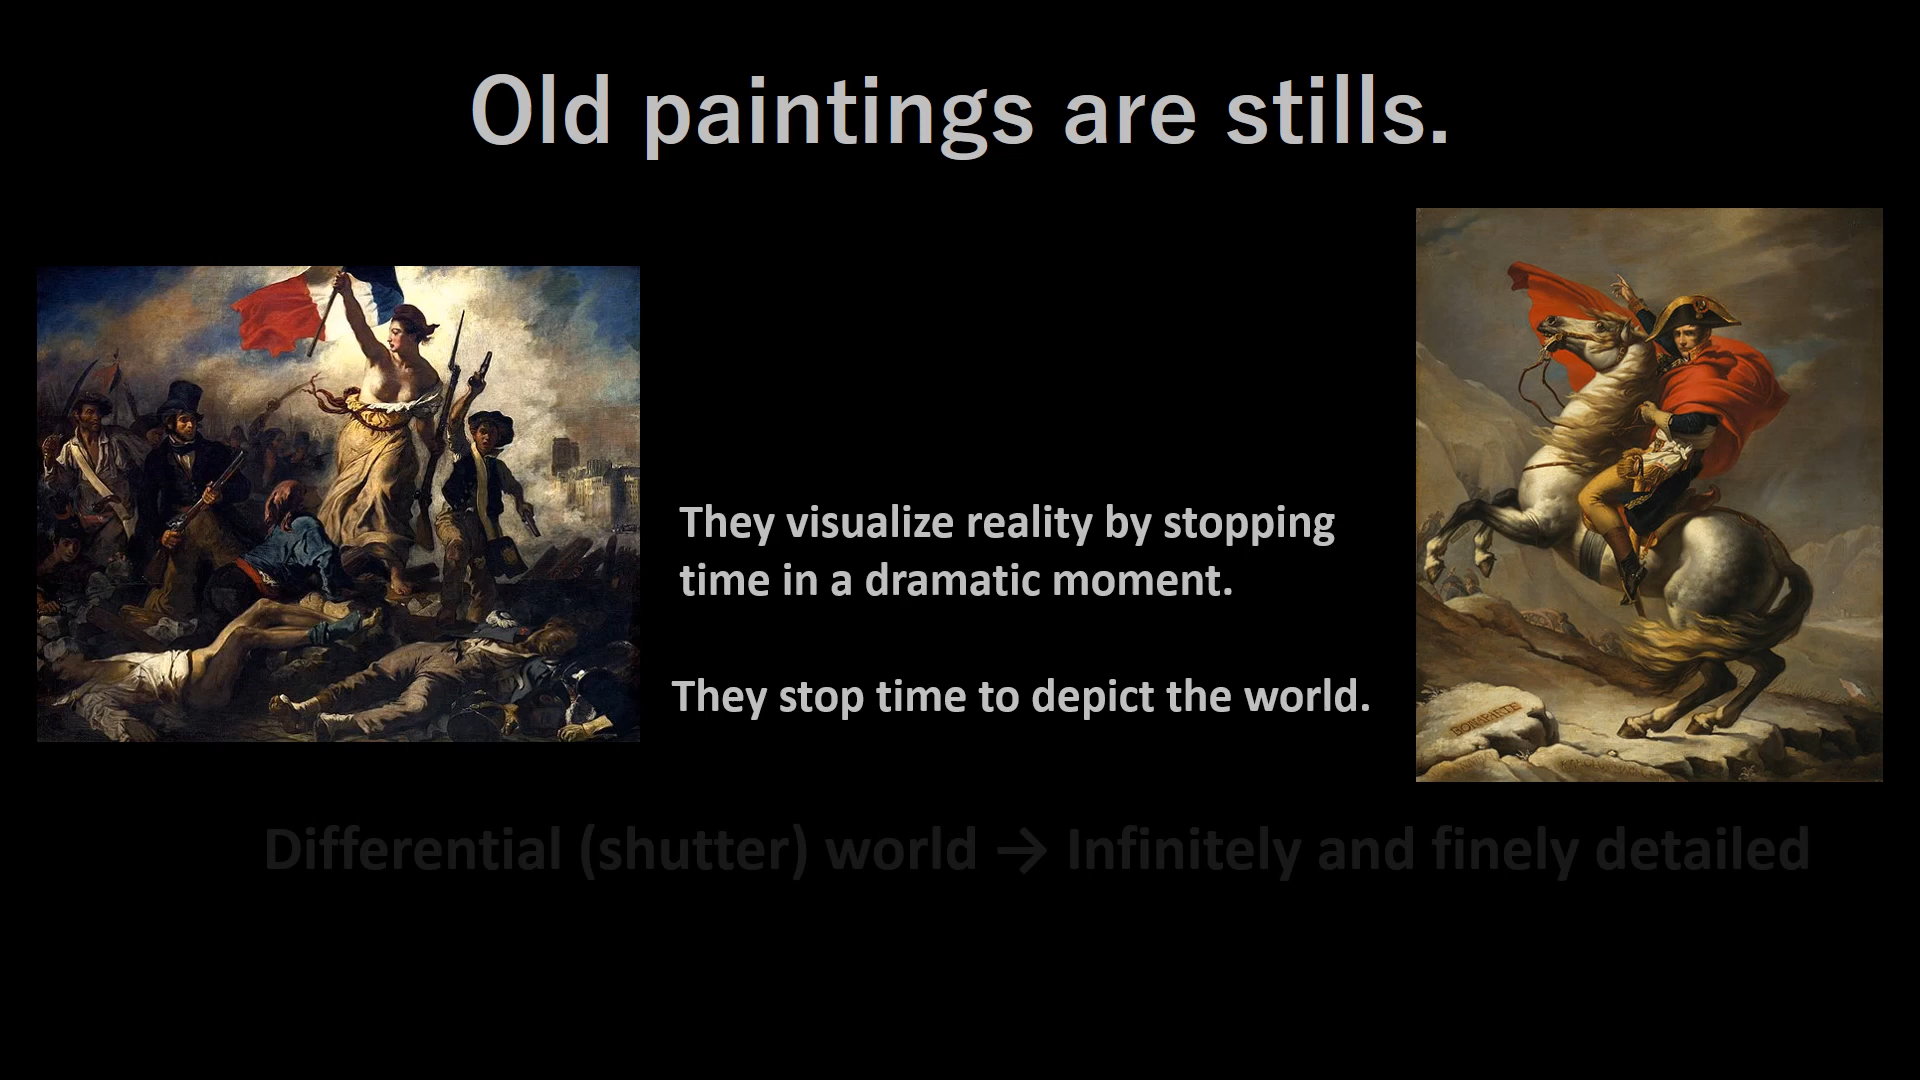 Old paintings are stills.
They visualize reality by stopping
time in a dramatic moment.
They stop time to depict the world.
BONAPARTE
Differential (shutter) world → Infinitely and finely detailed